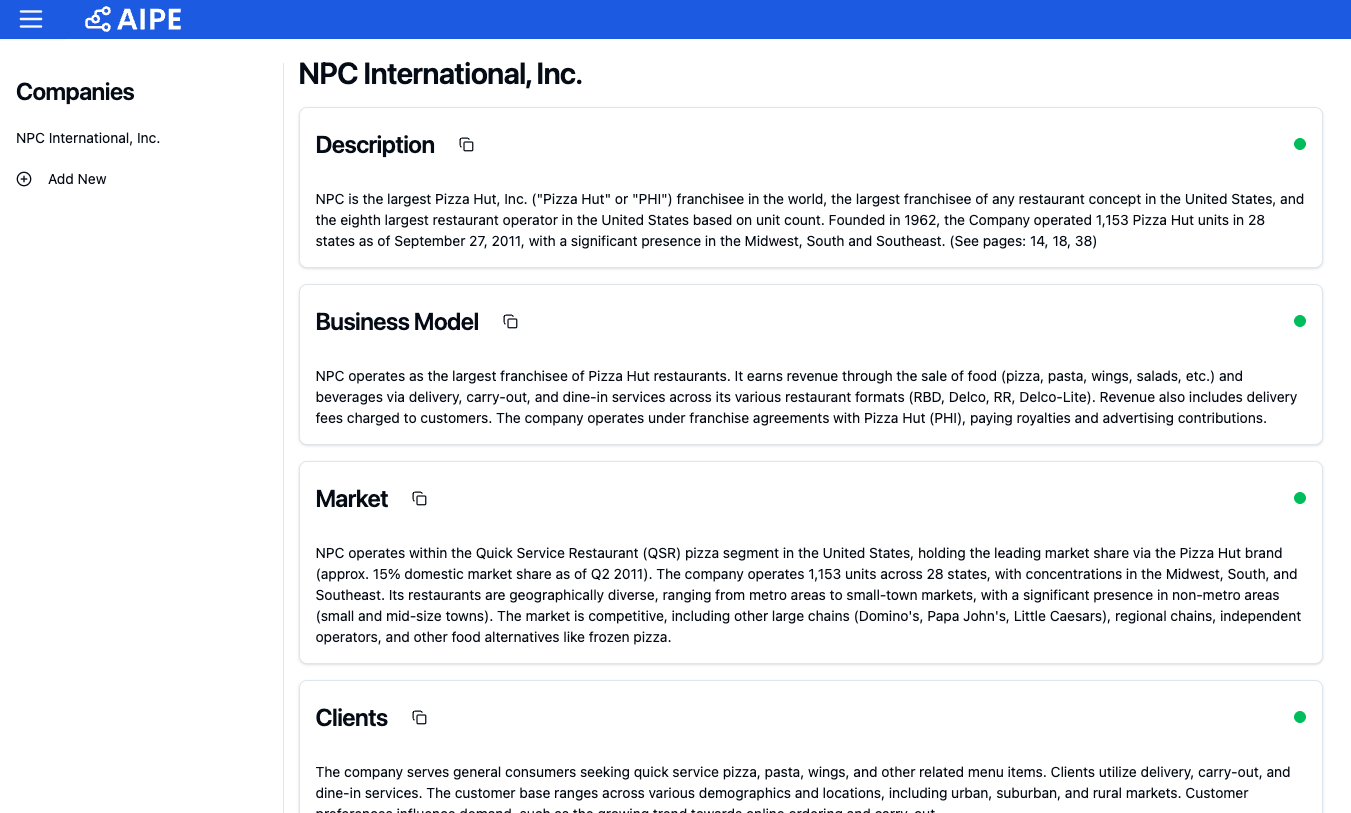 AIPE
Companies
NPC International, Inc.
Add New
NPC International, Inc.
Description
NPC is the largest Pizza Hut, Inc. ("Pizza Hut" or "PHI") franchisee in the world, the largest franchisee of any restaurant concept in the United States, and
the eighth largest restaurant operator in the United States based on unit count. Founded in 1962, the Company operated 1,153 Pizza Hut units in 28
states as of September 27, 2011, with a significant presence in the Midwest, South and Southeast. (See pages: 14, 18, 38)
Business Model
NPC operates as the largest franchisee of Pizza Hut restaurants. It earns revenue through the sale of food (pizza, pasta, wings, salads, etc.) and
beverages via delivery, carry-out, and dine-in services across its various restaurant formats (RBD, Delco, RR, Delco-Lite). Revenue also includes delivery
fees charged to customers. The company operates under franchise agreements with Pizza Hut (PHI), paying royalties and advertising contributions.
Market
NPC operates within the Quick Service Restaurant (QSR) pizza segment in the United States, holding the leading market share via the Pizza Hut brand
(approx. 15% domestic market share as of Q2 2011). The company operates 1,153 units across 28 states, with concentrations in the Midwest, South, and
Southeast. Its restaurants are geographically diverse, ranging from metro areas to small-town markets, with a significant presence in non-metro areas
(small and mid-size towns). The market is competitive, including other large chains (Domino's, Papa John's, Little Caesars), regional chains, independent
operators, and other food alternatives like frozen pizza.
Clients
The company serves general consumers seeking quick service pizza, pasta, wings, and other related menu items. Clients utilize delivery, carry-out, and
dine-in services. The customer base ranges across various demographics and locations, including urban, suburban, and rural markets. Customer
preferences influence demand, such as the growing trend towards online ordering and carry-out.